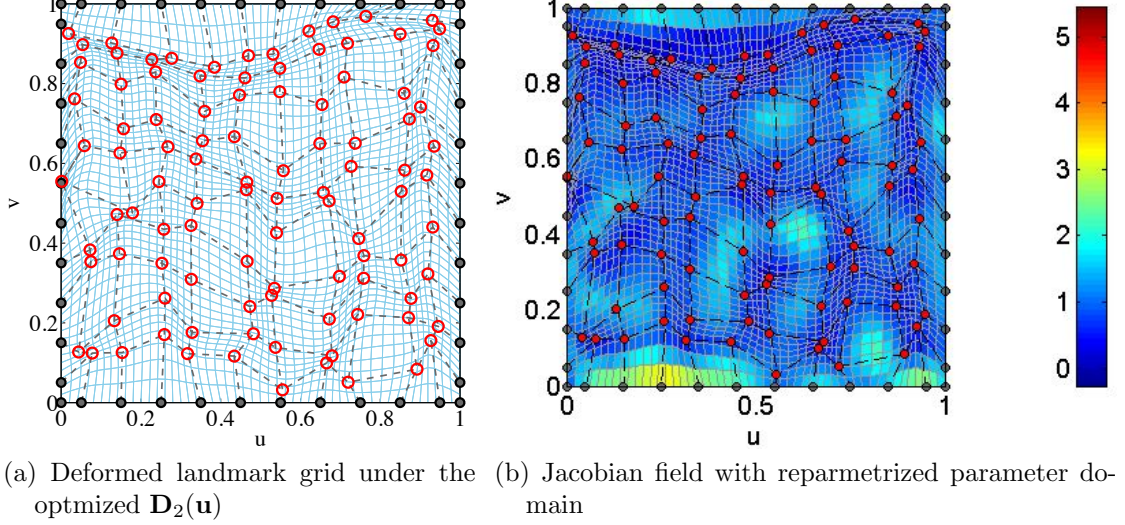 1
0.8
0.6
v
0.4
0.2
0
0 0.2 0.4 0.6 0.8 1
u
1
0.8
0.6
v
0.4
0.2
0
0 0.5 1
u
5
4
3
2
1
0
(a) Deformed landmark grid under the
optmized D₂(u)
(b) Jacobian field with reparmetrized parameter do-
main